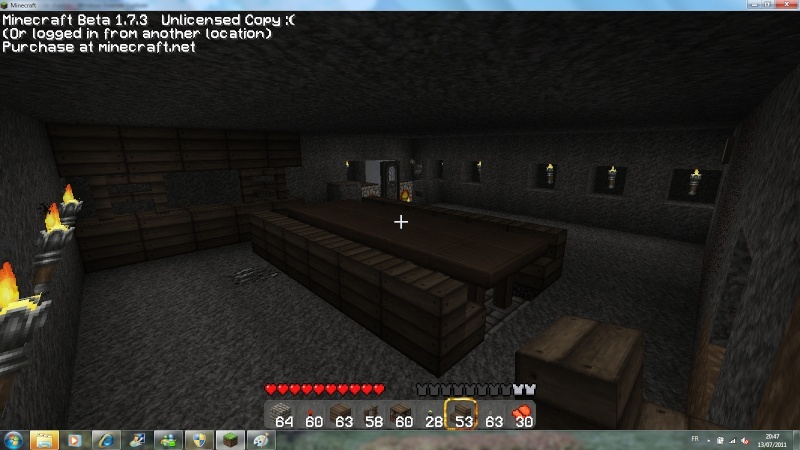 Minecraft
Minecraft Beta 1.7.3 Unlicensed Copy :(
(Or logged in from another location)
Purchase at minecraft.net
64 60 63 58 60 28 53 63 30
FR
20:47
13/07/2011